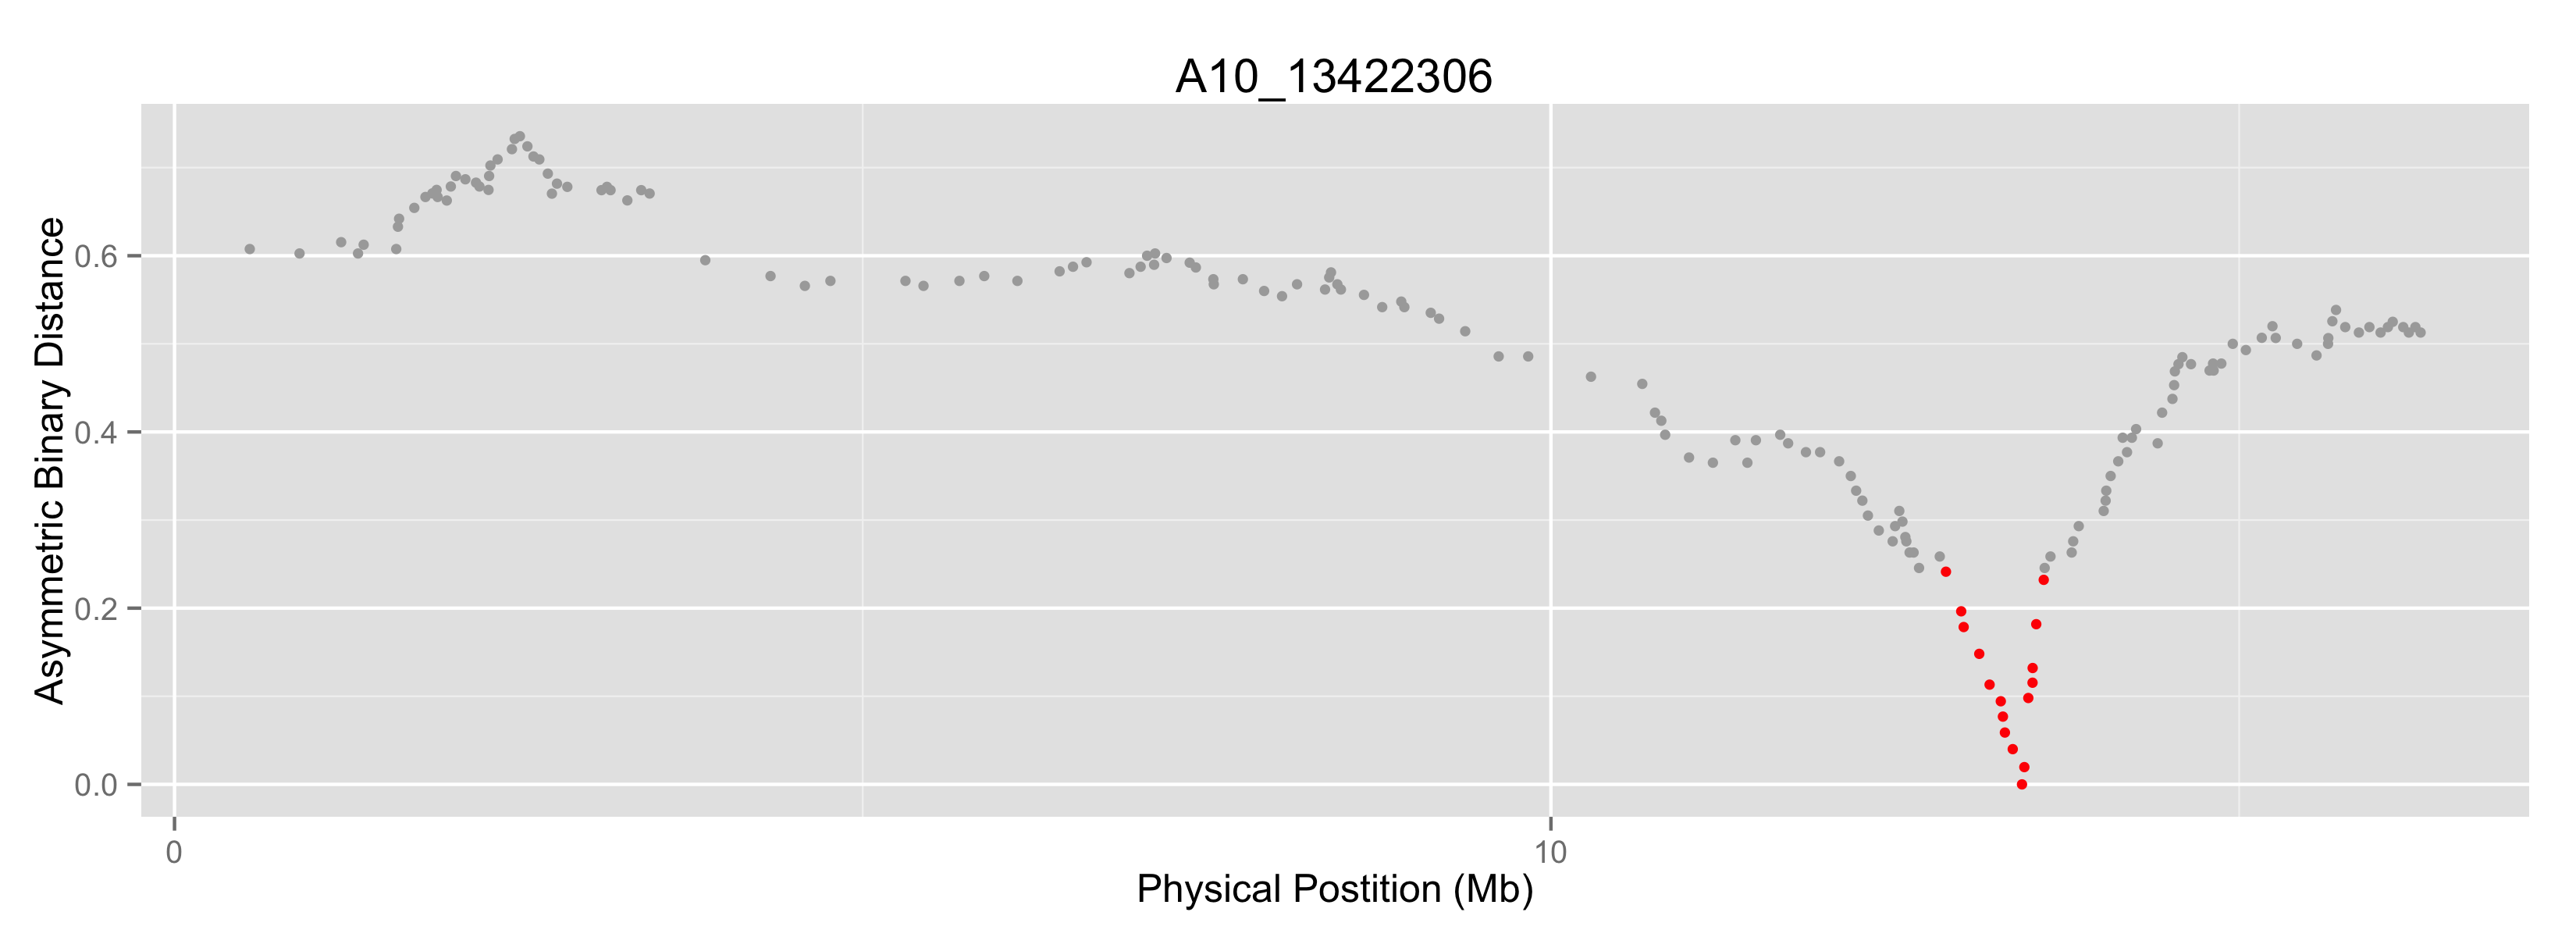 A10_13422306
Asymmetric Binary Distance
0.6
0.4
0.2
0.0
0
10
Physical Postition (Mb)